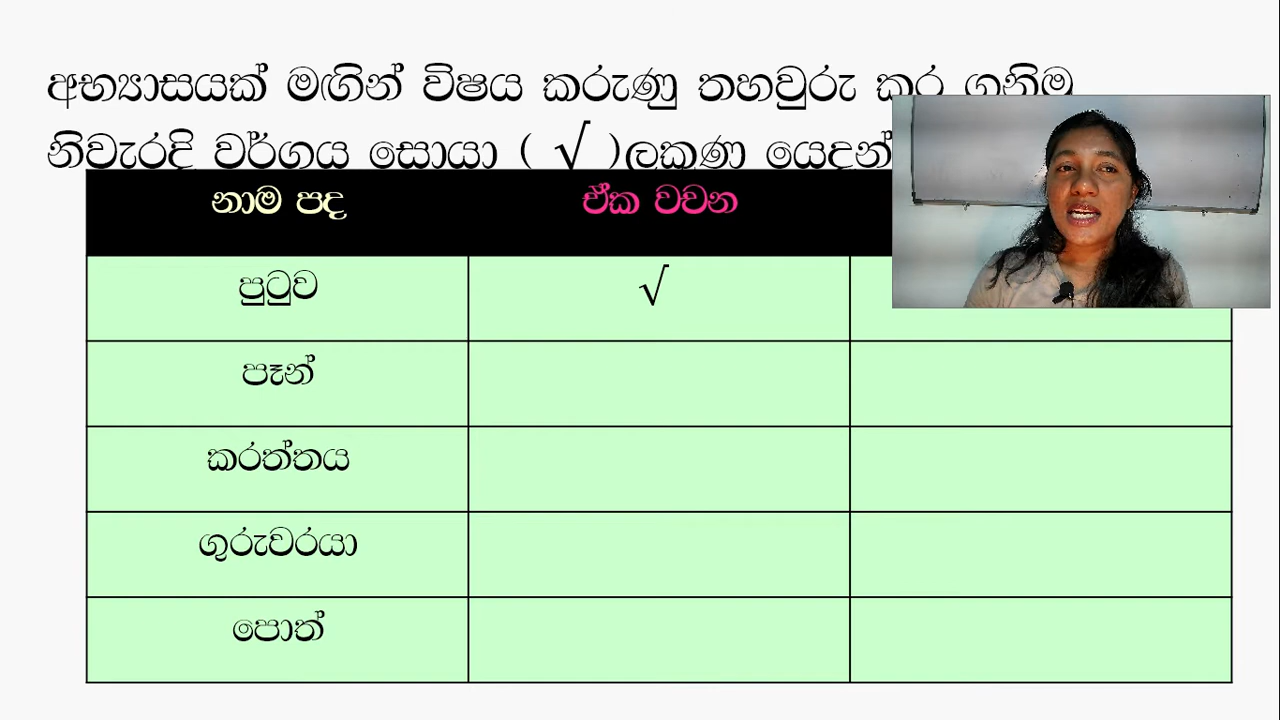 අභ්‍යාසයක් මඟින් විෂය කරුණු තහවුරු කර ගනිම
නිවැරදි වර්ගය සොයා ( √ )ලකුණ යොදන්
නාම පද ඒක වචන
පුටුව √
පෑන්
කරත්තය
ගුරුවරයා
පොත්